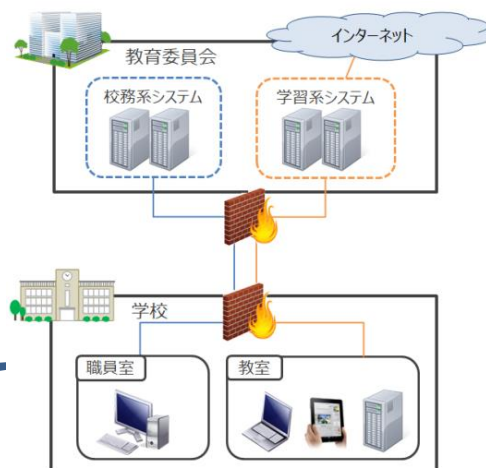 インターネット
教育委員会
校務系システム
学習系システム
学校
職員室
教室